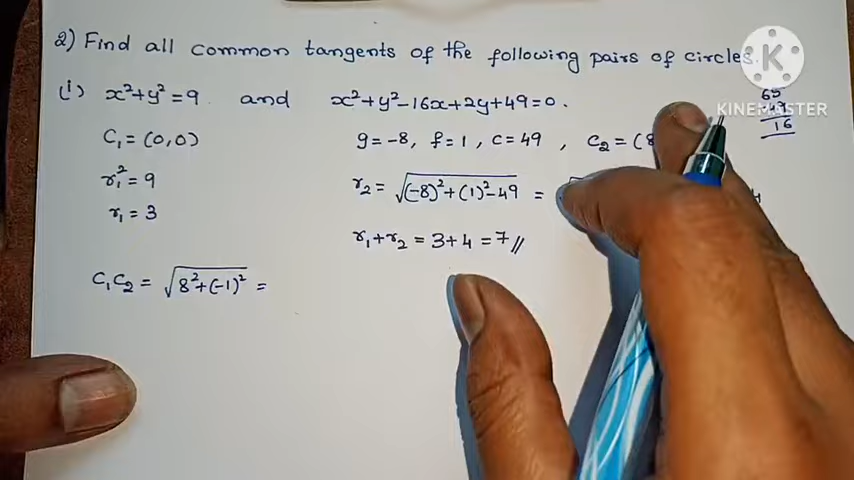 2) Find all common tangents of the following pairs of circles.
(i) x²+y²=9 and x²+y²-16x+2y+49=0.
C₁=(0,0) g=-8, f=1, c=49, c₂=(8
r₁²=9
r₁=3 r₂=√(-8)²+(1)²-49 =
r₁+r₂=3+4=7//
C₁C₂=√8²+(-1)² =
65
49
16
K
KINEMASTER